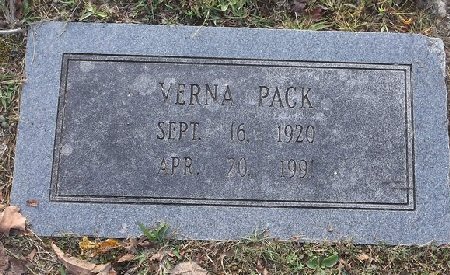 VERNA PACK
SEPT. 16, 1920
APR. 20, 1991